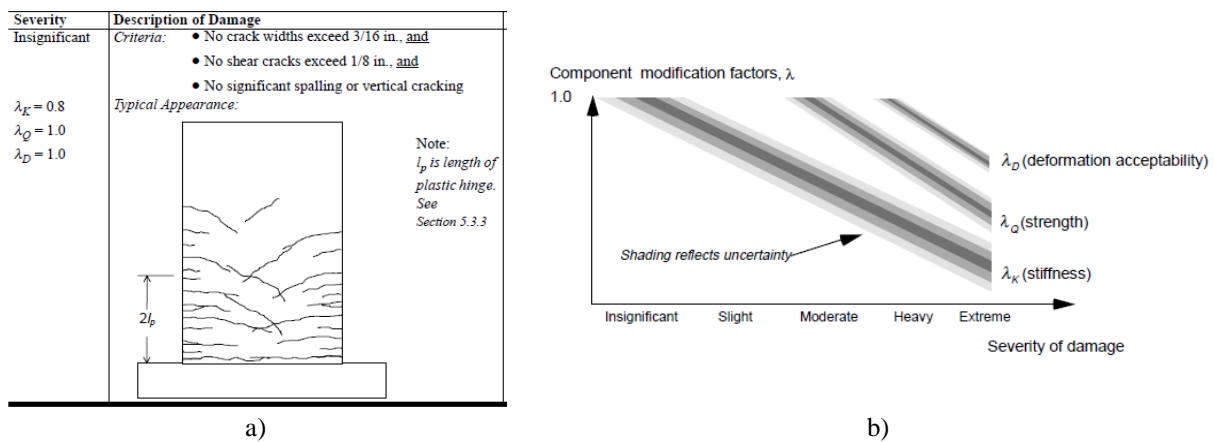 Severity Description of Damage
Insignificant Criteria: • No crack widths exceed 3/16 in., and
• No shear cracks exceed 1/8 in., and
• No significant spalling or vertical cracking
λK = 0.8 Typical Appearance:
λQ = 1.0
λD = 1.0
Note:
lp is length of
plastic hinge.
See
Section 5.3.3
2lp
a)
Component modification factors, λ
1.0
λD (deformation acceptability)
λQ (strength)
Shading reflects uncertainty
λK (stiffness)
Insignificant Slight Moderate Heavy Extreme
Severity of damage
b)